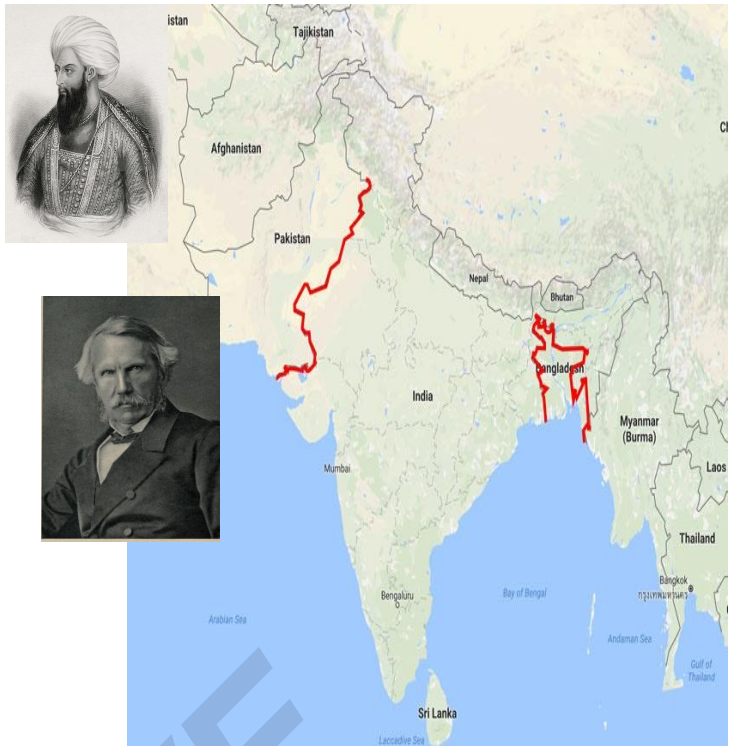 istan
Tajikistan
Afghanistan
Ch
Pakistan
Nepal
Bhutan
Bangladesh
India
Myanmar
(Burma)
Laos
Mumbai
Thailand
Bengaluru
Bay of Bengal
Bangkok
กรุงเทพมหานคร
Arabian Sea
Andaman Sea
Gulf of
Thailand
Sri Lanka
Laccadive Sea